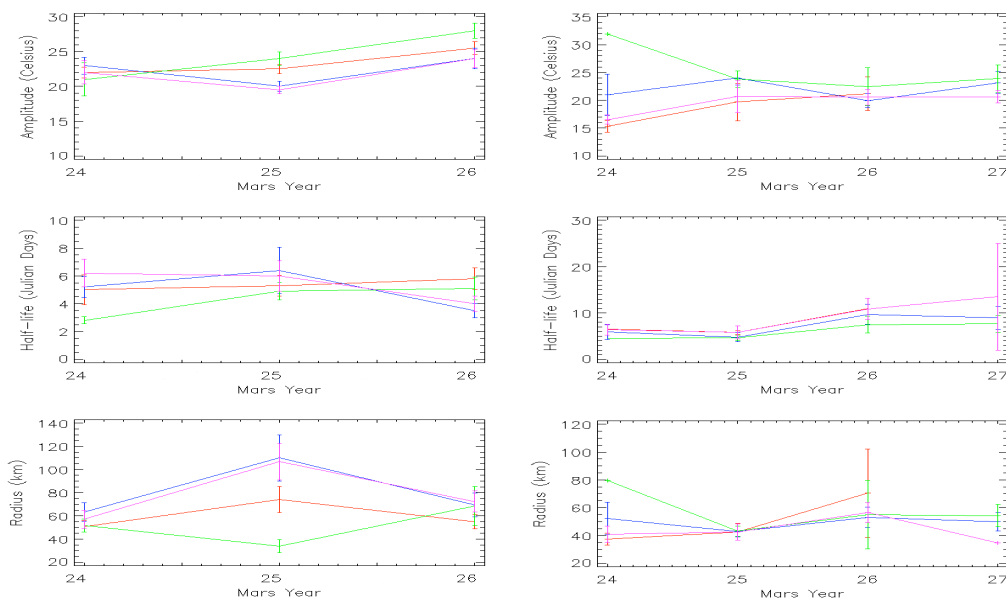 Amplitude (Celsius)
30
25
20
15
10
24 25 26
Mars Year
Amplitude (Celsius)
35
30
25
20
15
10
24 25 26 27
Mars Year
Half-life (Julian Days)
10
8
6
4
2
0
24 25 26
Mars Year
Half-life (Julian Days)
30
20
10
0
24 25 26 27
Mars Year
Radius (km)
140
120
100
80
60
40
20
24 25 26
Mars Year
Radius (km)
120
100
80
60
40
20
24 25 26 27
Mars Year